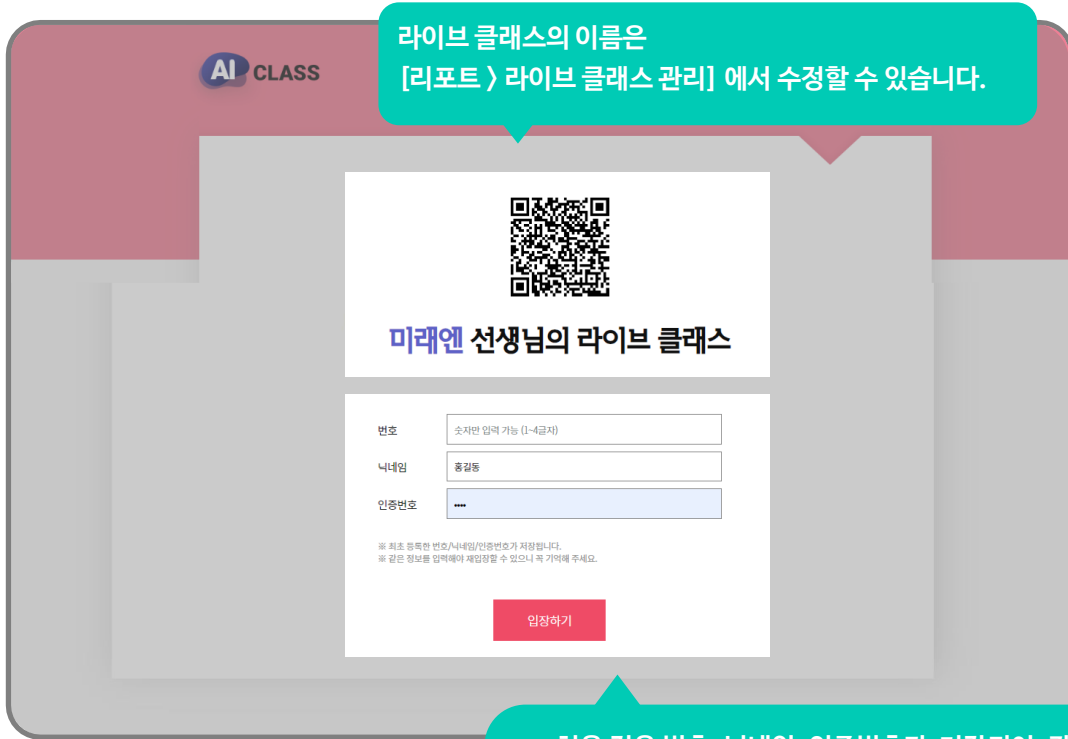 라이브 클래스의 이름은
[리포트 > 라이브 클래스 관리] 에서 수정할 수 있습니다.
AI CLASS
미래엔 선생님의 라이브 클래스
번호
숫자만 입력 가능 (1~4글자)
닉네임
홍길동
인증번호
••••
※ 최초 등록한 번호/닉네임/인증번호가 저장됩니다.
※ 같은 정보를 입력해야 재입장할 수 있으니 꼭 기억해 주세요.
입장하기